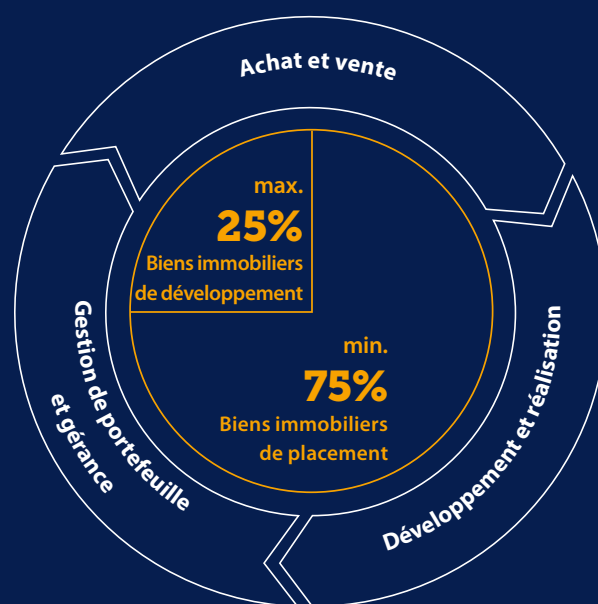 Achat et vente
max.
25%
Biens immobiliers
de développement
min.
75%
Biens immobiliers
de placement
Développement et réalisation
Gestion de portefeuille
et gérance